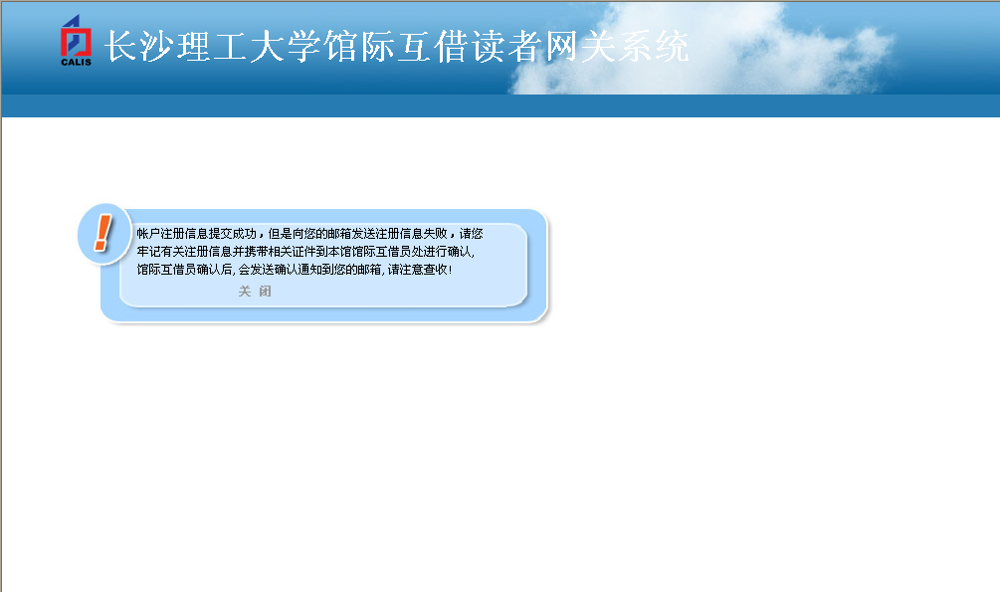 CALIS
长沙理工大学馆际互借读者网关系统
帐户注册信息提交成功，但是向您的邮箱发送注册信息失败，请您
牢记有关注册信息并携带相关证件到本馆馆际互借员处进行确认,
馆际互借员确认后, 会发送确认通知到您的邮箱, 请注意查收!
关 闭